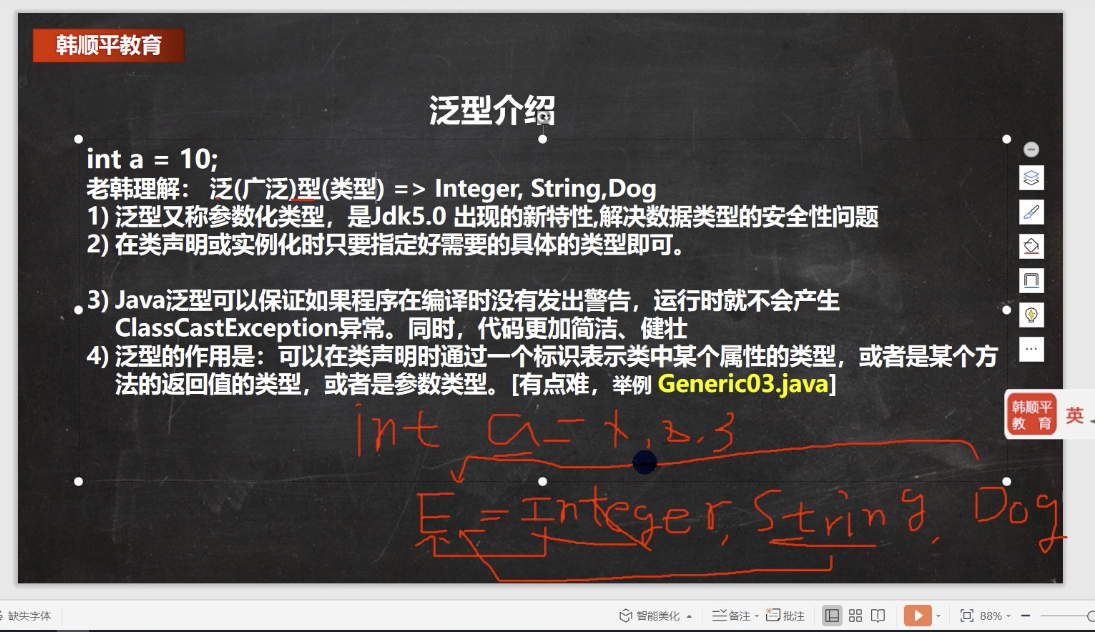 韩顺平教育
泛型介绍
int a = 10;
老韩理解： 泛(广泛)型(类型) => Integer, String,Dog
1) 泛型又称参数化类型，是Jdk5.0 出现的新特性,解决数据类型的安全性问题
2) 在类声明或实例化时只要指定好需要的具体的类型即可。
3) Java泛型可以保证如果程序在编译时没有发出警告，运行时就不会产生
ClassCastException异常。同时，代码更加简洁、健壮
4) 泛型的作用是：可以在类声明时通过一个标识表示类中某个属性的类型，或者是某个方
法的返回值的类型，或者是参数类型。[有点难，举例 Generic03.java]
韩顺平
教 育
英
int a = 1,2,3
E = Integer, String, Dog
缺失字体
智能美化
备注
批注
88%